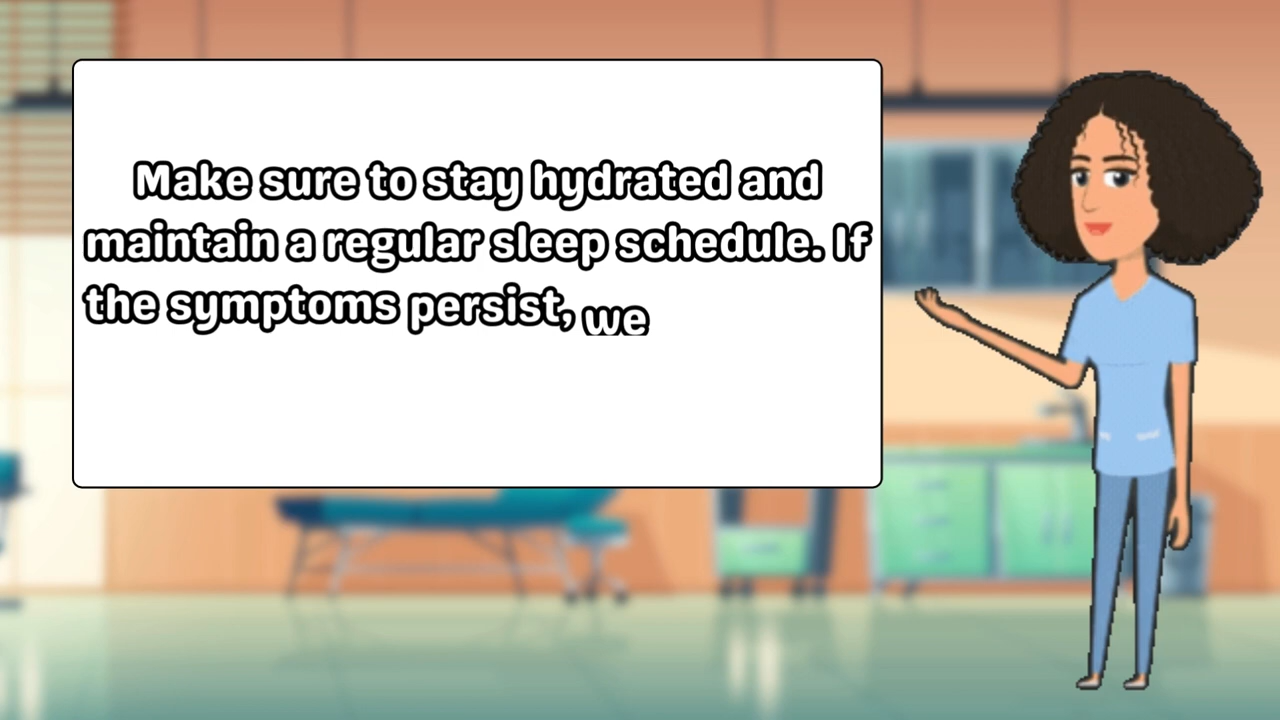 Make sure to stay hydrated and
maintain a regular sleep schedule. If
the symptoms persist, we